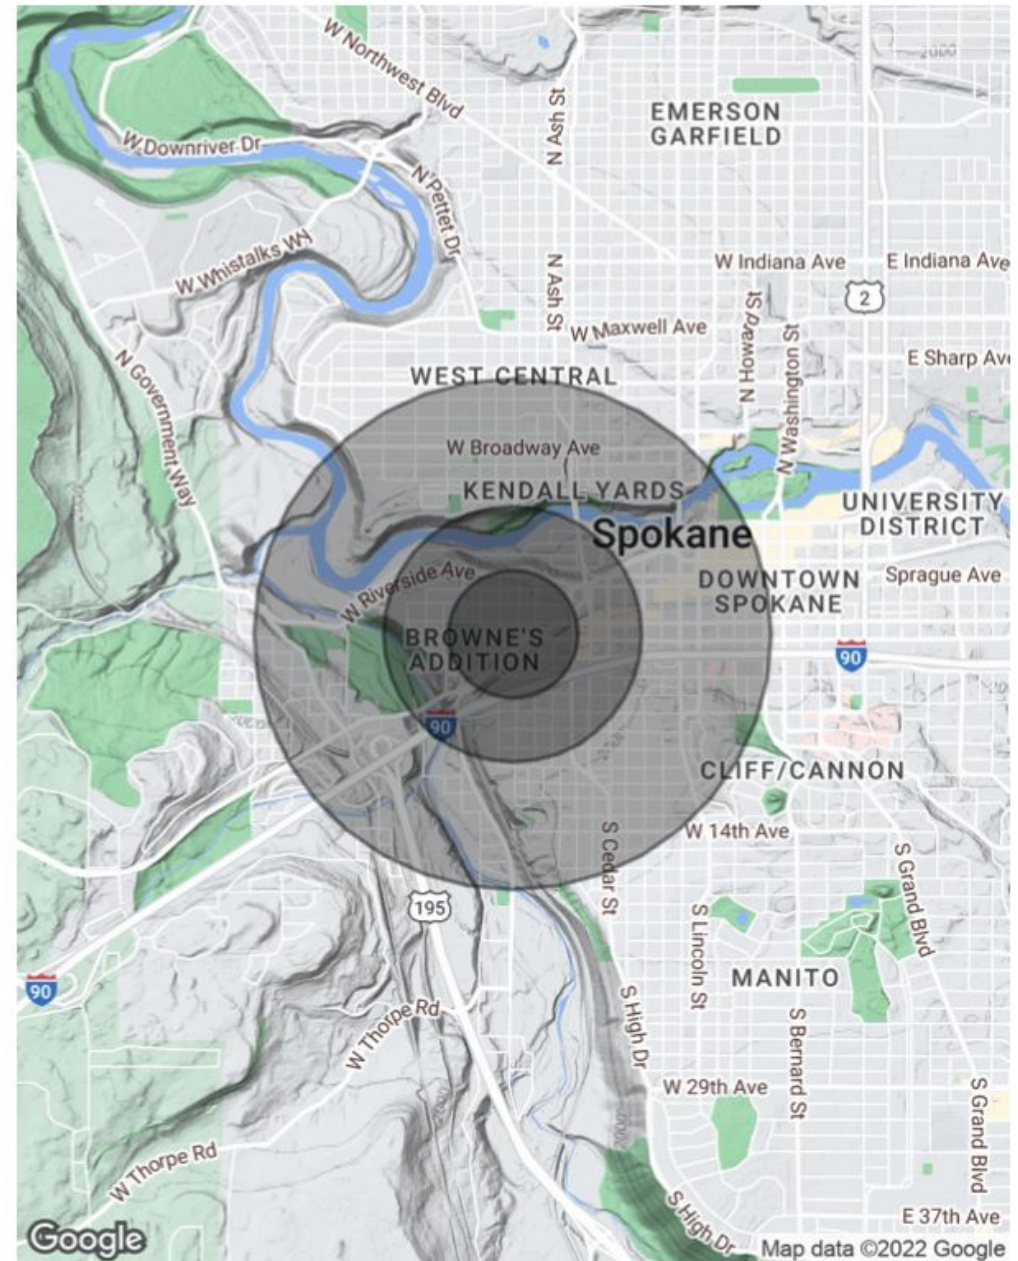 W Northwest Blvd
2000
EMERSON
GARFIELD
N Ash St
W Downriver Dr
N Pettet Dr
W Whistalks Wy
N Ash St
W Indiana Ave
E Indiana Ave
2
N Howard St
W Maxwell Ave
N Washington St
E Sharp Ave
N Government Way
WEST CENTRAL
W Broadway Ave
KENDALL YARDS
UNIVERSITY
DISTRICT
Spokane
W Riverside Ave
DOWNTOWN
SPOKANE
Sprague Ave
BROWNE'S
ADDITION
90
90
CLIFF/CANNON
W 14th Ave
S Cedar St
S Grand Blvd
195
S Lincoln St
MANITO
90
S High Dr
W Thorpe Rd
S Bernard St
W 29th Ave
S Grand Blvd
W Thorpe Rd
S High Dr
E 37th Ave
Google
Map data ©2022 Google